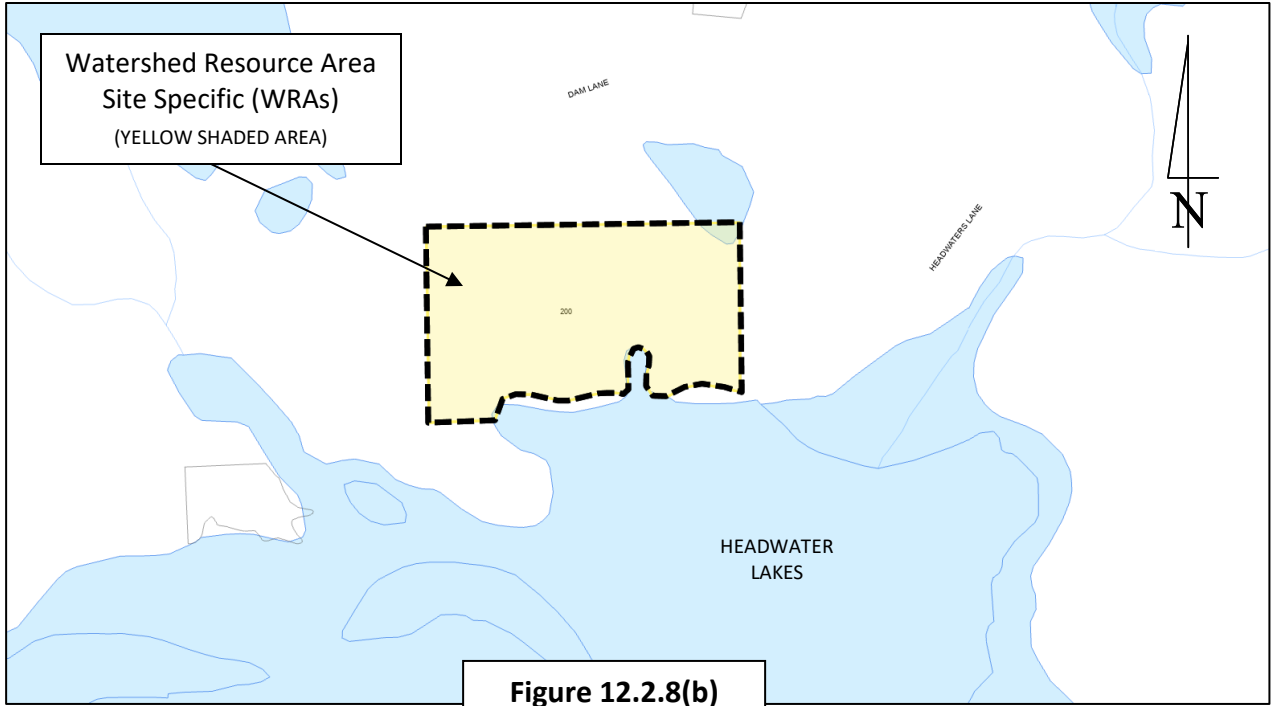 Watershed Resource Area
Site Specific (WRAs)
(YELLOW SHADED AREA)
DAM LANE
N
HEADWATERS LANE
200
HEADWATER
LAKES
Figure 12.2.8(b)